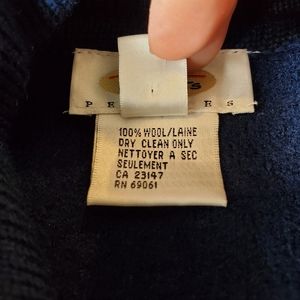 100% WOOL/LAINE
DRY CLEAN ONLY
NETTOYER A SEC
SEULEMENT
CA 23147
RN 69061